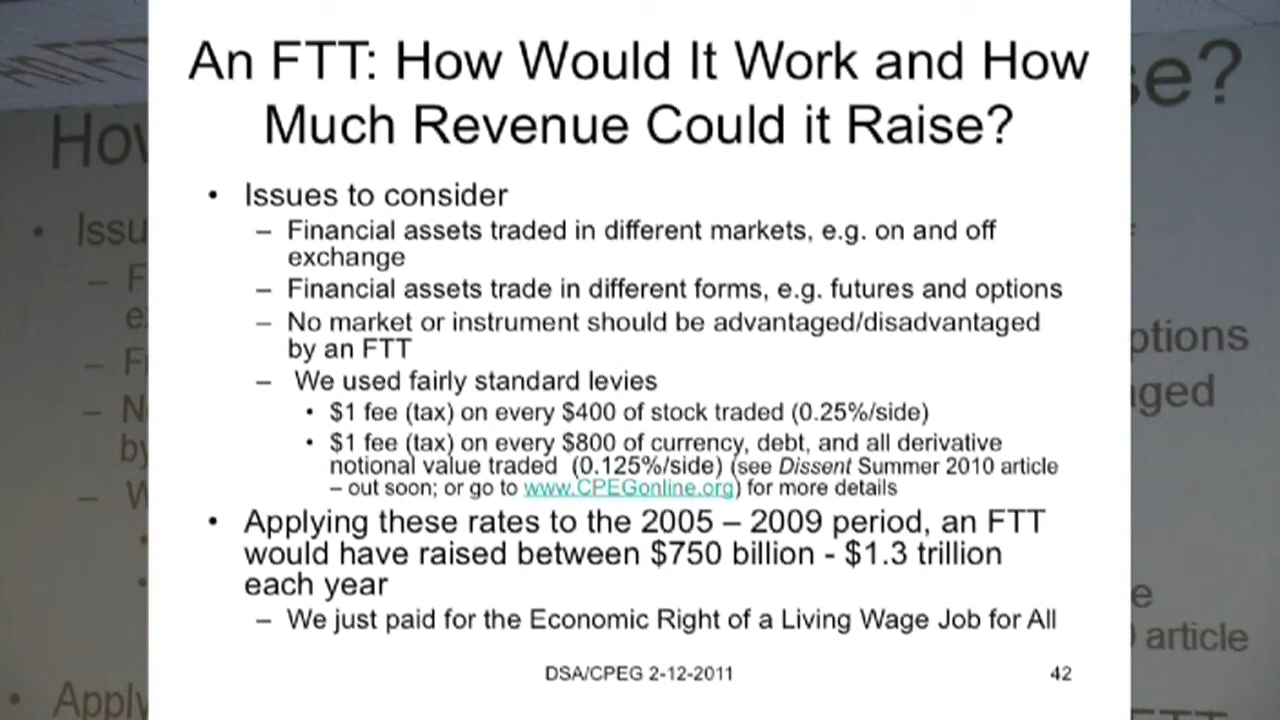 An FTT: How Would It Work and How
Much Revenue Could it Raise?
• Issues to consider
– Financial assets traded in different markets, e.g. on and off
exchange
– Financial assets trade in different forms, e.g. futures and options
– No market or instrument should be advantaged/disadvantaged
by an FTT
– We used fairly standard levies
• $1 fee (tax) on every $400 of stock traded (0.25%/side)
• $1 fee (tax) on every $800 of currency, debt, and all derivative
notional value traded (0.125%/side) (see Dissent Summer 2010 article
– out soon; or go to www.CPEGonline.org) for more details
• Applying these rates to the 2005 – 2009 period, an FTT
would have raised between $750 billion - $1.3 trillion
each year
– We just paid for the Economic Right of a Living Wage Job for All
DSA/CPEG 2-12-2011
42